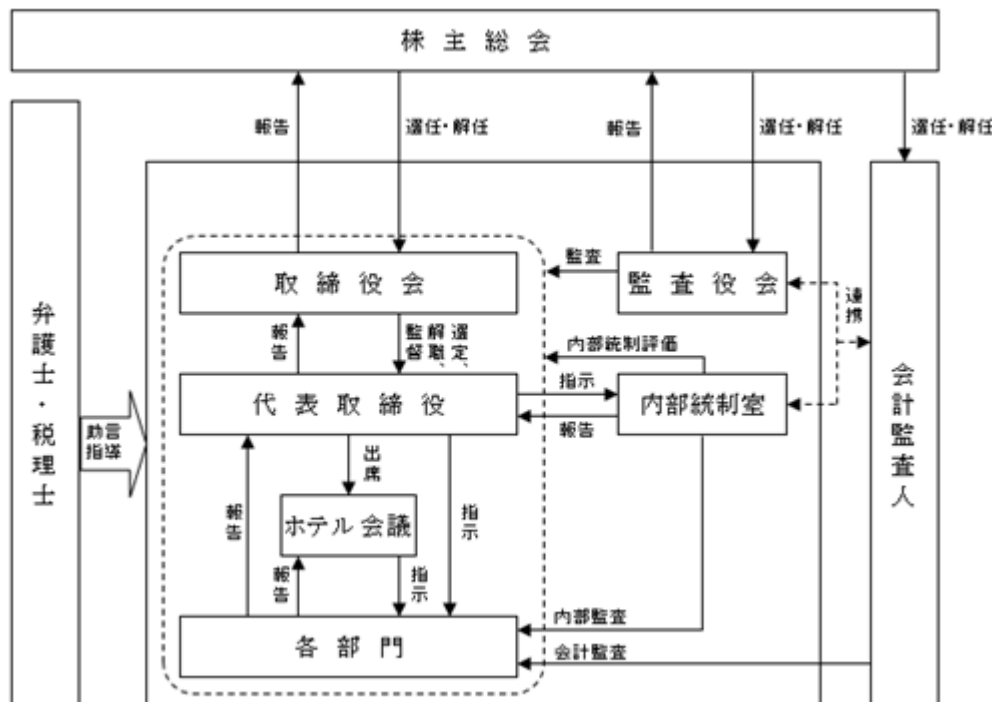 株主総会
報告
選任・解任
報告
選任・解任
選任・解任
弁護士・税理士
助言
指導
取締役会
監査
監査役会
連携
報告
選定、
解職、
監督
内部統制評価
代表取締役
指示
報告
内部統制室
会計監査人
出席
報告
ホテル会議
指示
報告
指示
内部監査
各部門
会計監査